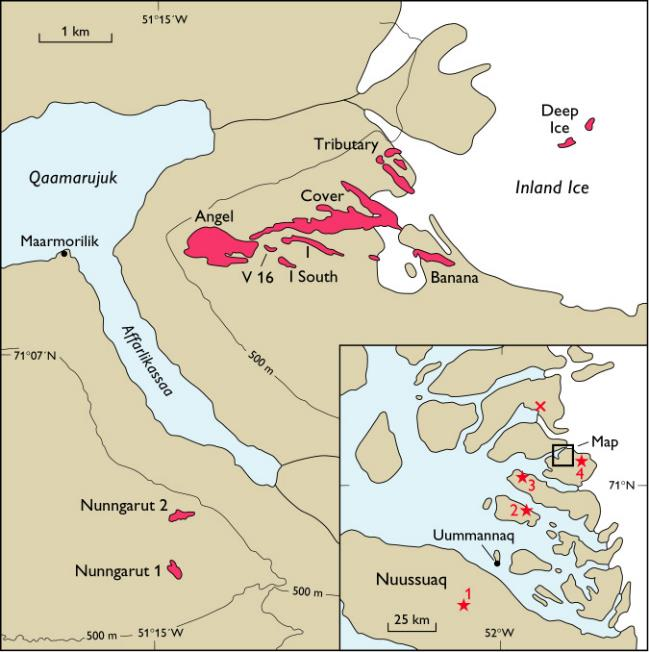 51°15´W
1 km
Deep
Ice
Tributary
Qaamarujuk
Inland Ice
Cover
Angel
Maarmorilik
I
V 16
I South
Banana
Affarlikassaa
71°07´N
500 m
Map
4
3
71°N
Nunngarut 2
2
Uummannaq
Nunngarut 1
Nuussuaq
500 m
1
25 km
500 m
51°15´W
52°W